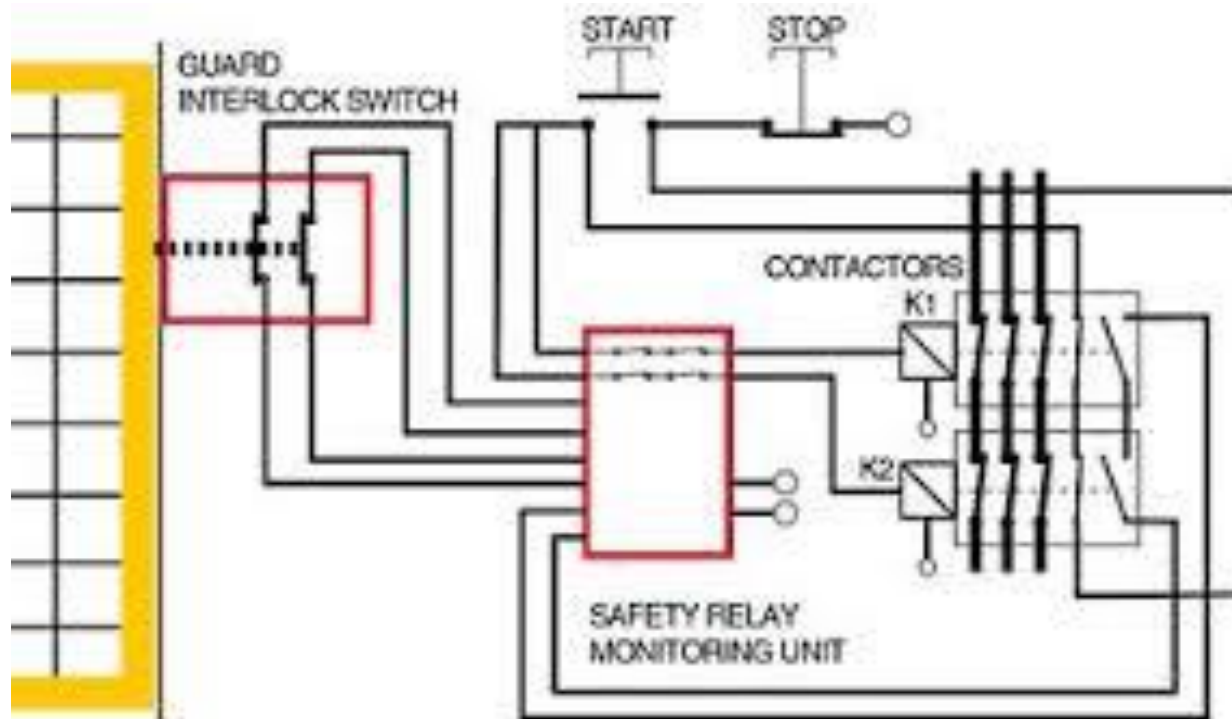 START
STOP
GUARD
INTERLOCK SWITCH
CONTACTORS
K1
K2
SAFETY RELAY
MONITORING UNIT